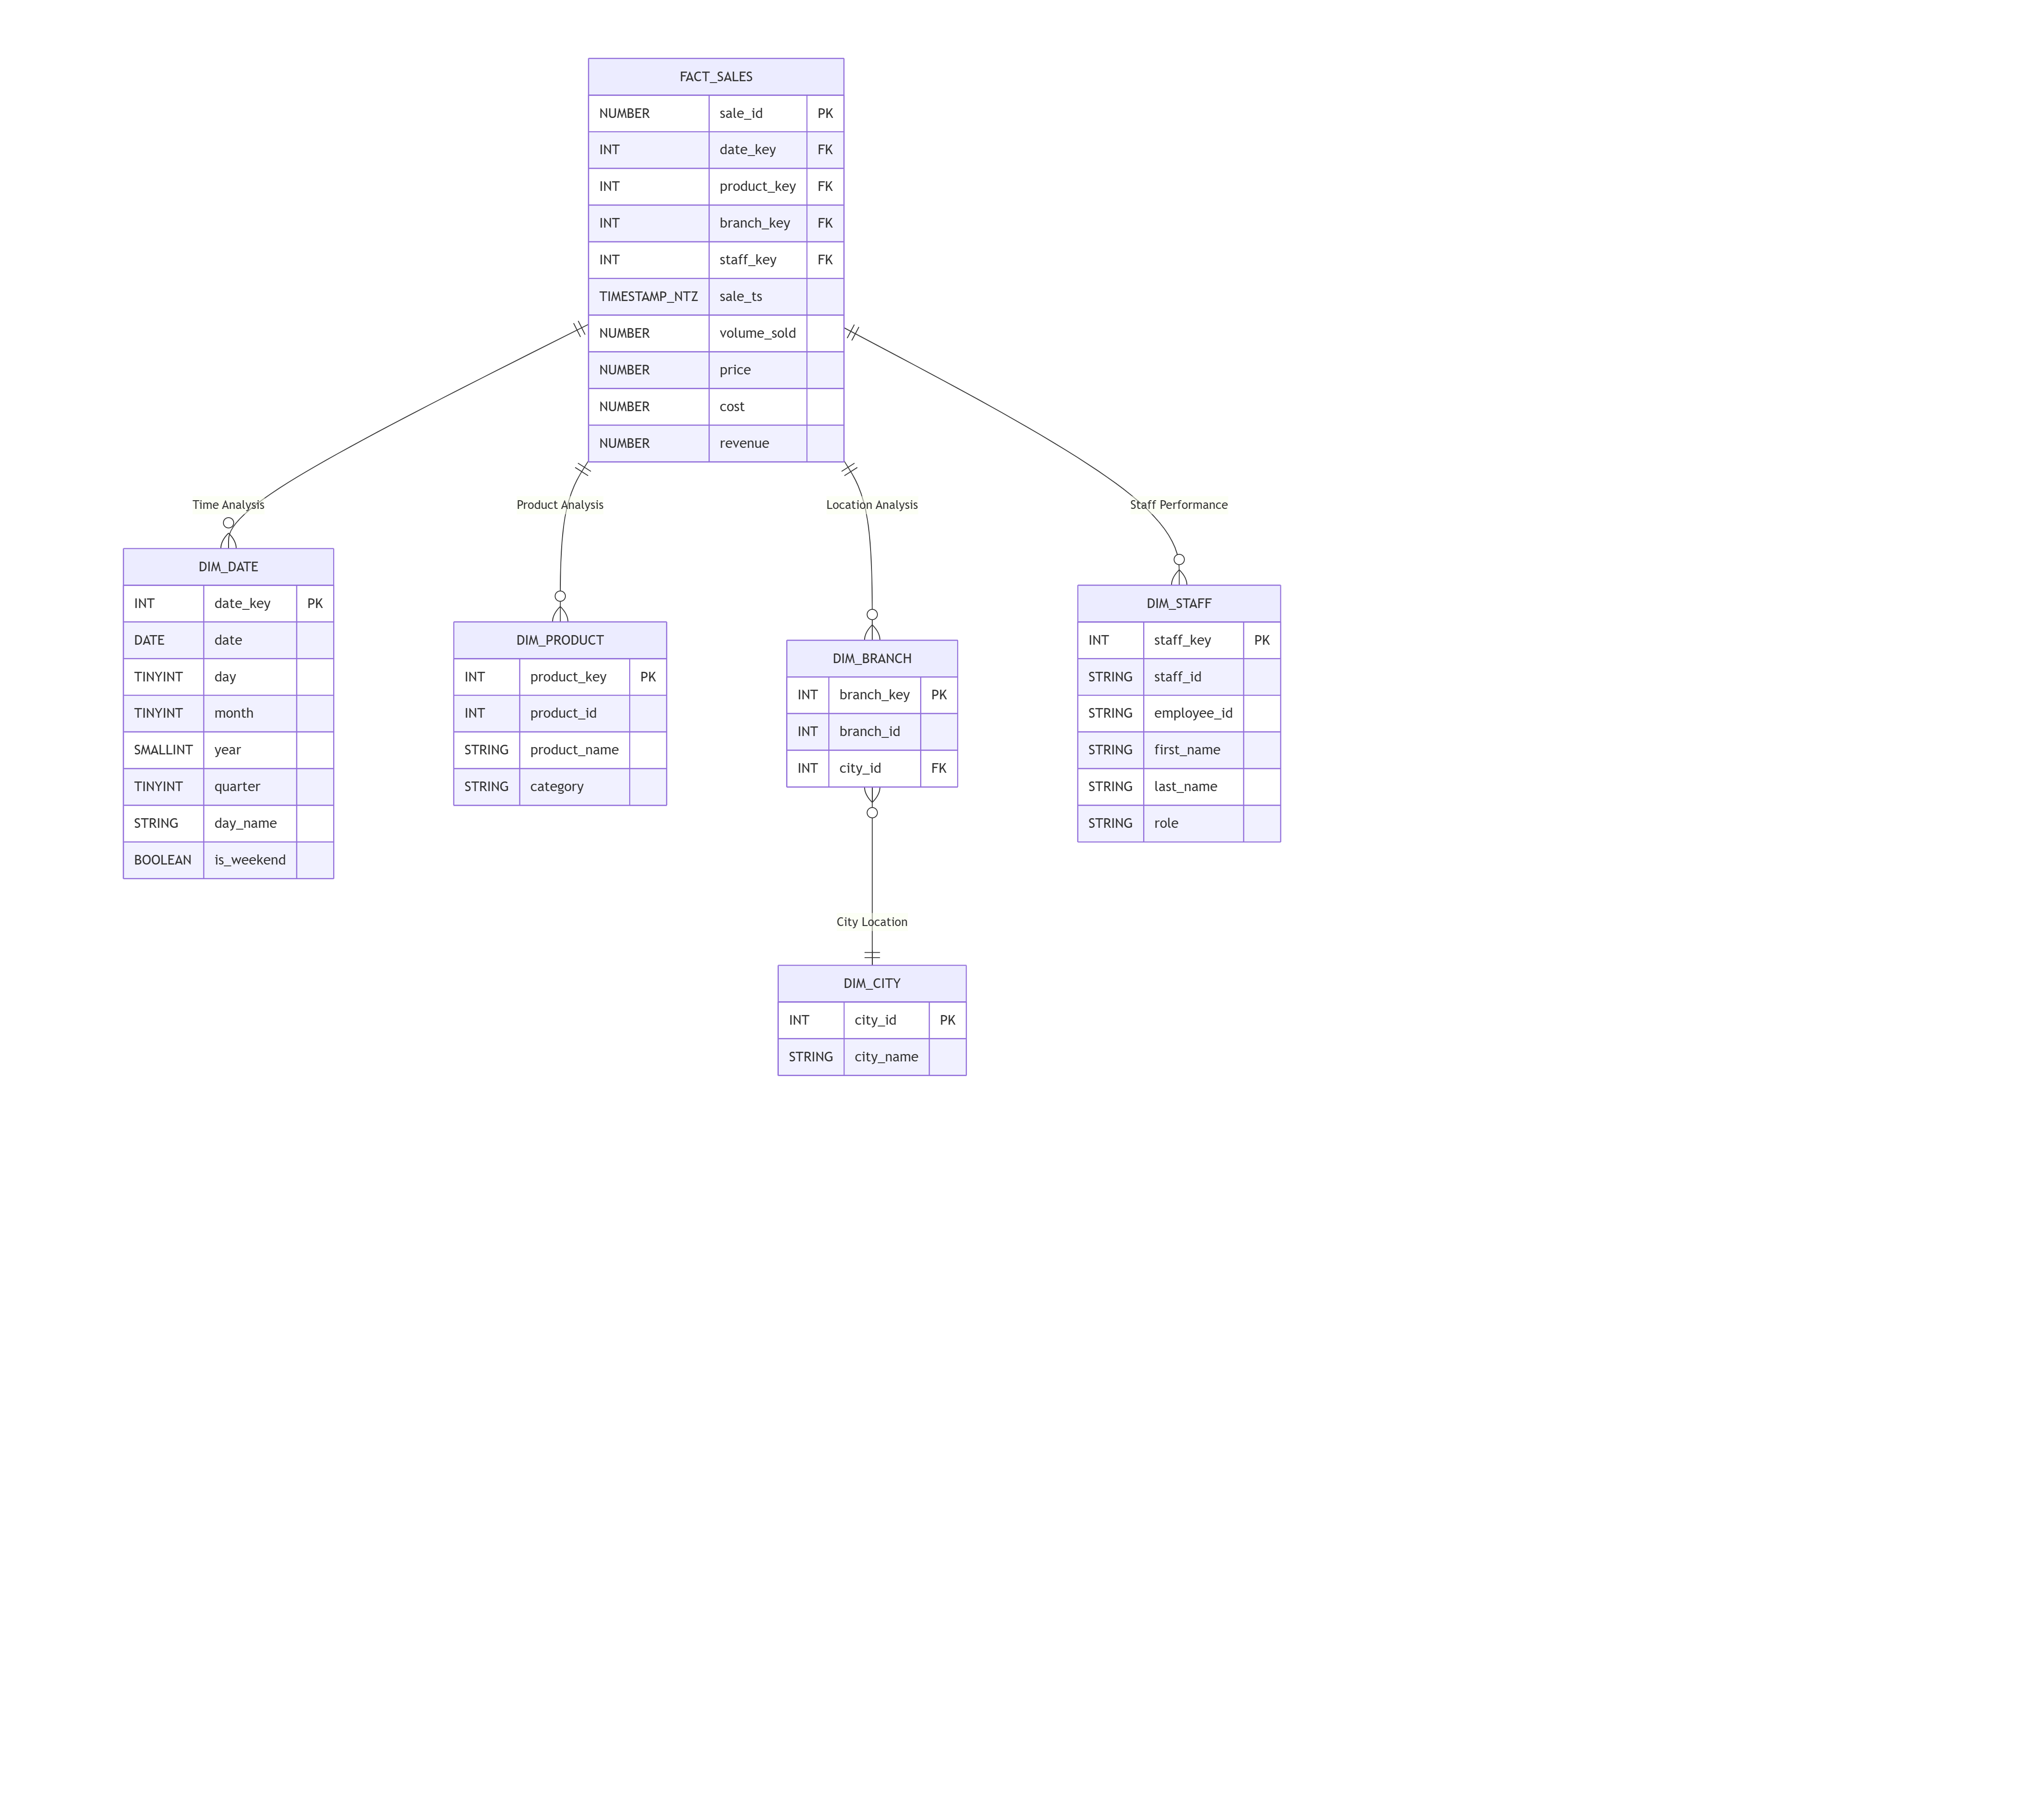 FACT_SALES
NUMBER sale_id PK
INT date_key FK
INT product_key FK
INT branch_key FK
INT staff_key FK
TIMESTAMP_NTZ sale_ts
NUMBER volume_sold
NUMBER price
NUMBER cost
NUMBER revenue
Time Analysis
Product Analysis
Location Analysis
Staff Performance
DIM_DATE
INT date_key PK
DATE date
TINYINT day
TINYINT month
SMALLINT year
TINYINT quarter
STRING day_name
BOOLEAN is_weekend
DIM_PRODUCT
INT product_key PK
INT product_id
STRING product_name
STRING category
DIM_BRANCH
INT branch_key PK
INT branch_id
INT city_id FK
DIM_STAFF
INT staff_key PK
STRING staff_id
STRING employee_id
STRING first_name
STRING last_name
STRING role
City Location
DIM_CITY
INT city_id PK
STRING city_name